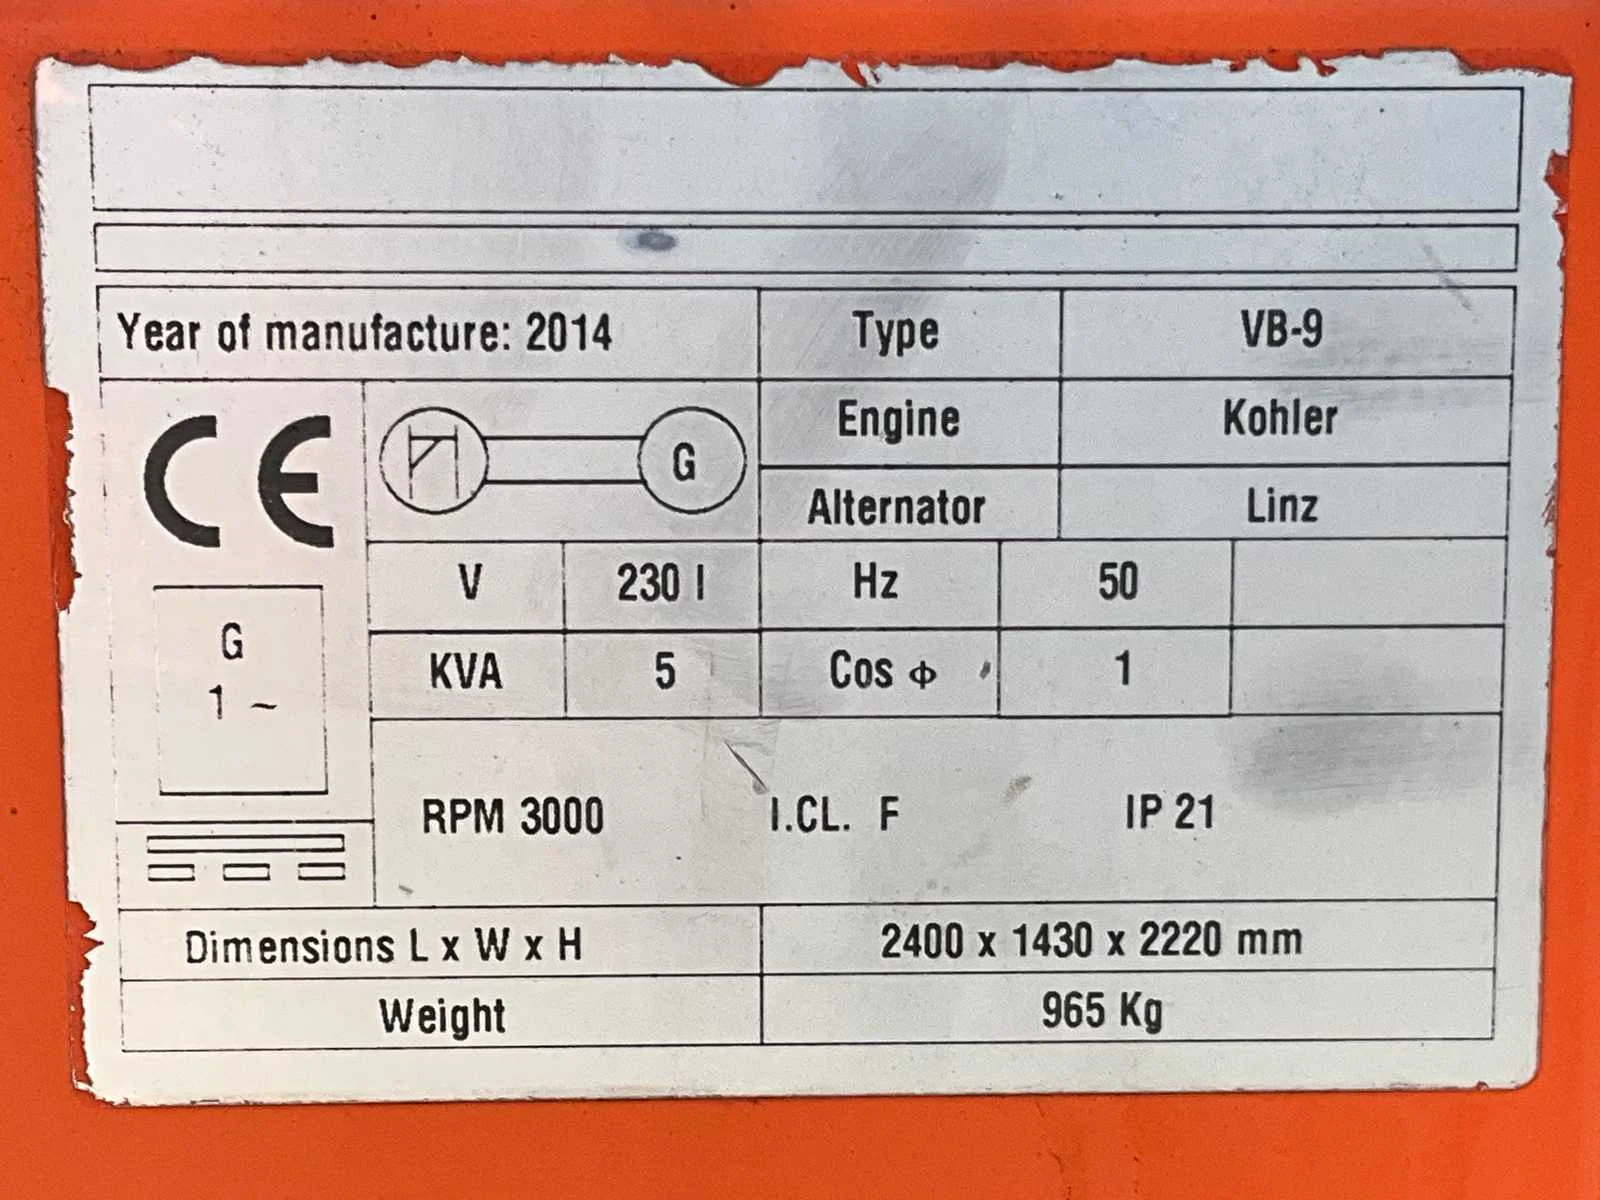 Year of manufacture: 2014
Type VB-9
CE
G
Engine Kohler
Alternator Linz
V 230 I Hz 50
G
1 ~
KVA 5 Cos ϕ 1
RPM 3000 I.CL. F IP 21
Dimensions L x W x H 2400 x 1430 x 2220 mm
Weight 965 Kg